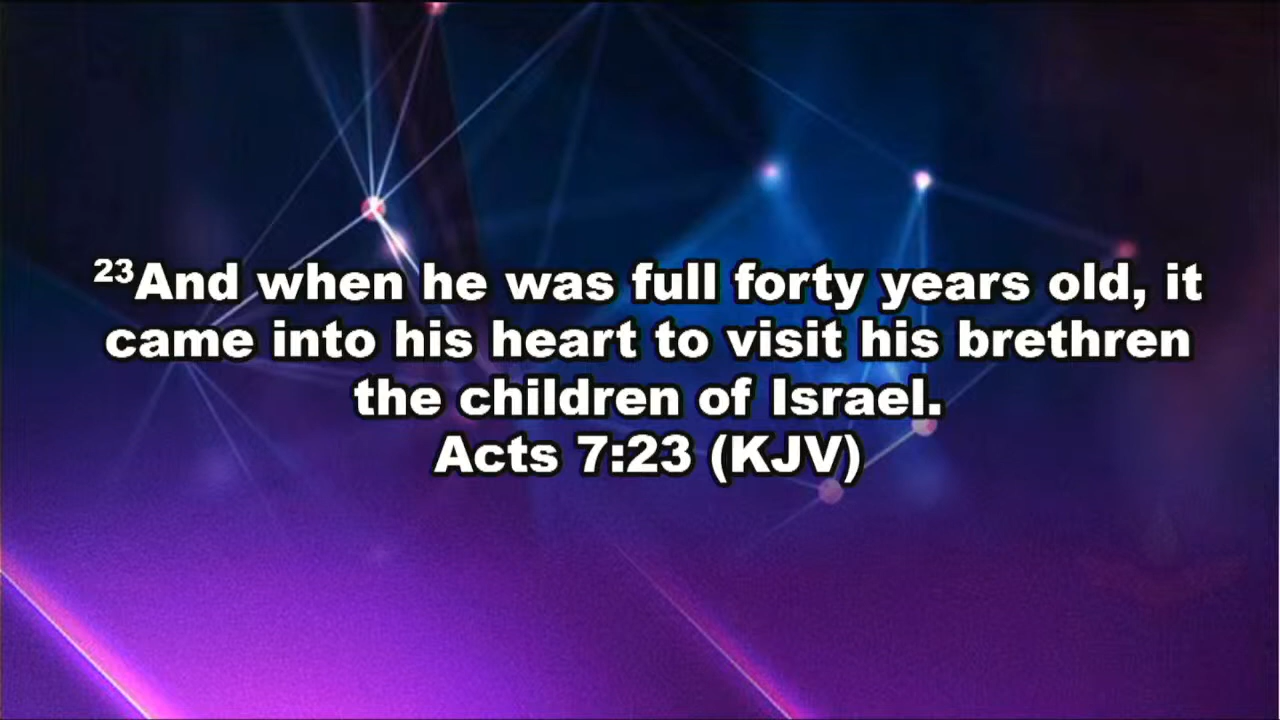 ²³And when he was full forty years old, it
came into his heart to visit his brethren
the children of Israel.
Acts 7:23 (KJV)